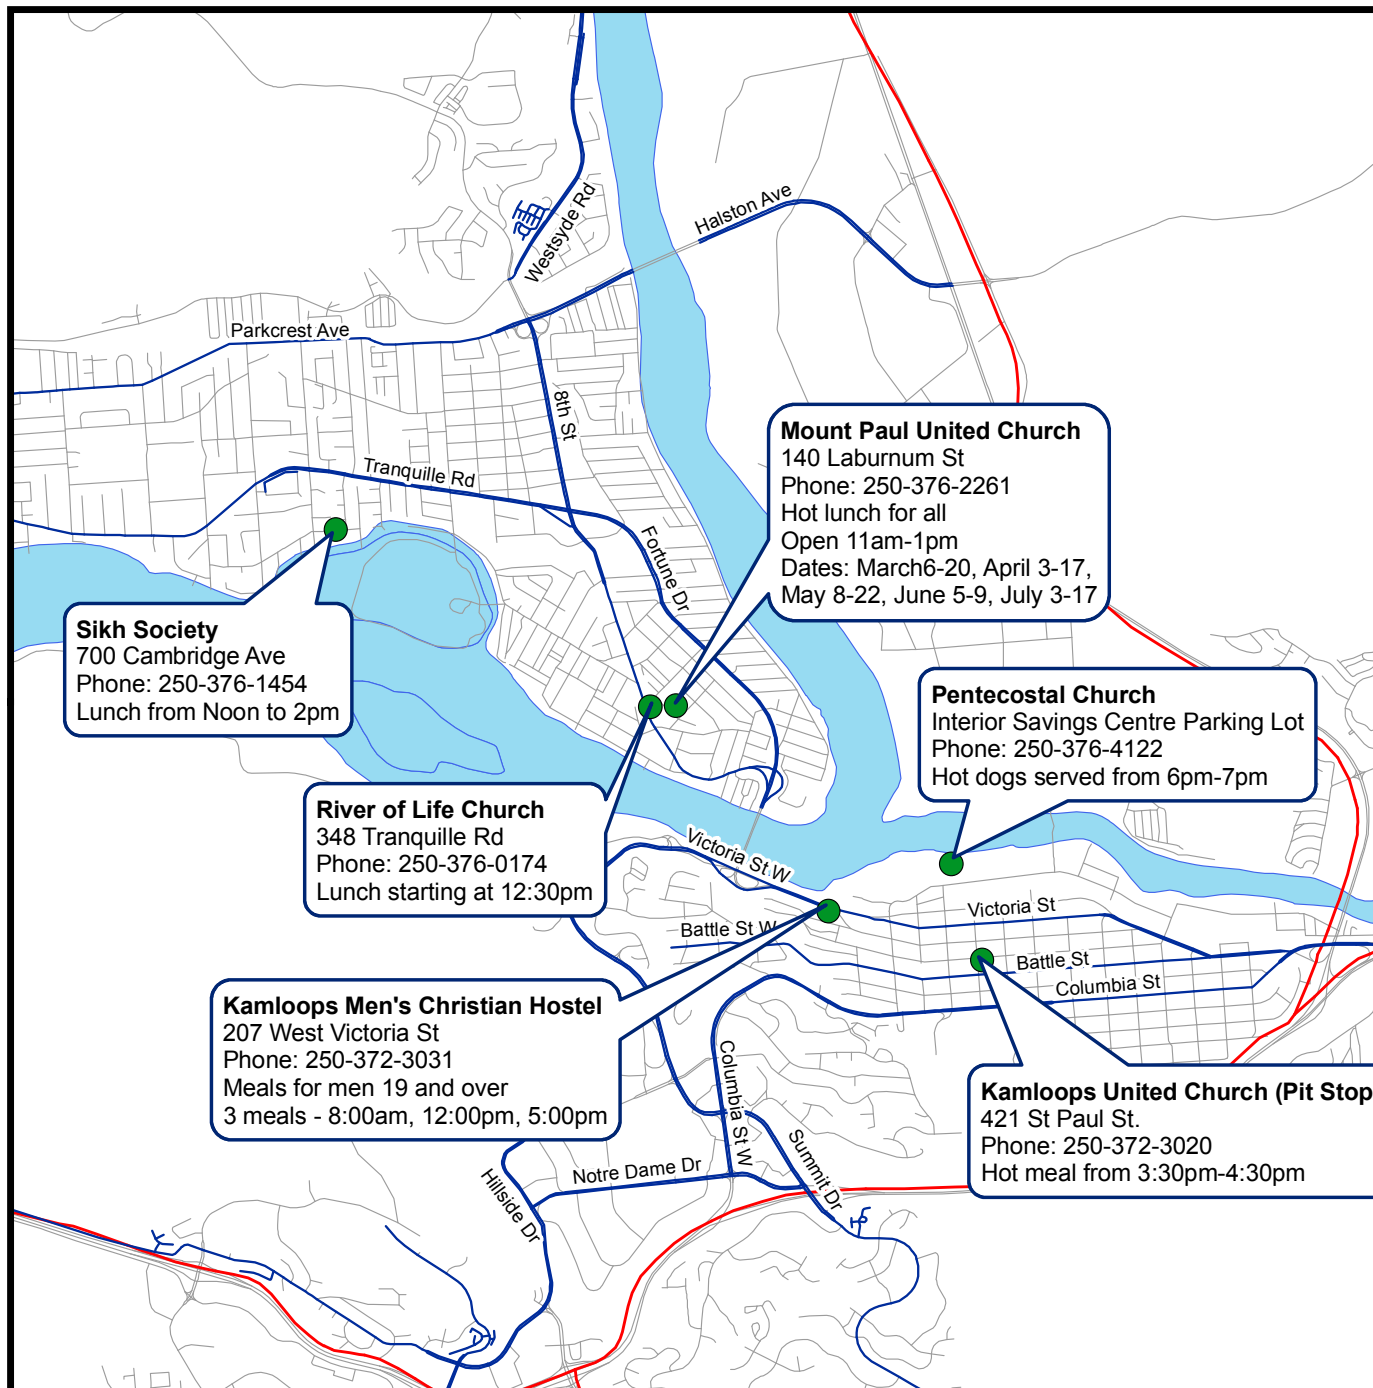 Westsyde Rd
Halston Ave
Parkcrest Ave
8th St
Tranquille Rd
Fortune Dr
Mount Paul United Church
140 Laburnum St
Phone: 250-376-2261
Hot lunch for all
Open 11am-1pm
Dates: March6-20, April 3-17,
May 8-22, June 5-9, July 3-17
Sikh Society
700 Cambridge Ave
Phone: 250-376-1454
Lunch from Noon to 2pm
Pentecostal Church
Interior Savings Centre Parking Lot
Phone: 250-376-4122
Hot dogs served from 6pm-7pm
River of Life Church
348 Tranquille Rd
Phone: 250-376-0174
Lunch starting at 12:30pm
Victoria St W
Victoria St
Battle St W
Battle St
Columbia St
Kamloops Men's Christian Hostel
207 West Victoria St
Phone: 250-372-3031
Meals for men 19 and over
3 meals - 8:00am, 12:00pm, 5:00pm
Columbia St W
Kamloops United Church (Pit Stop
421 St Paul St.
Phone: 250-372-3020
Hot meal from 3:30pm-4:30pm
Summit Dr
Notre Dame Dr
Hillside Dr